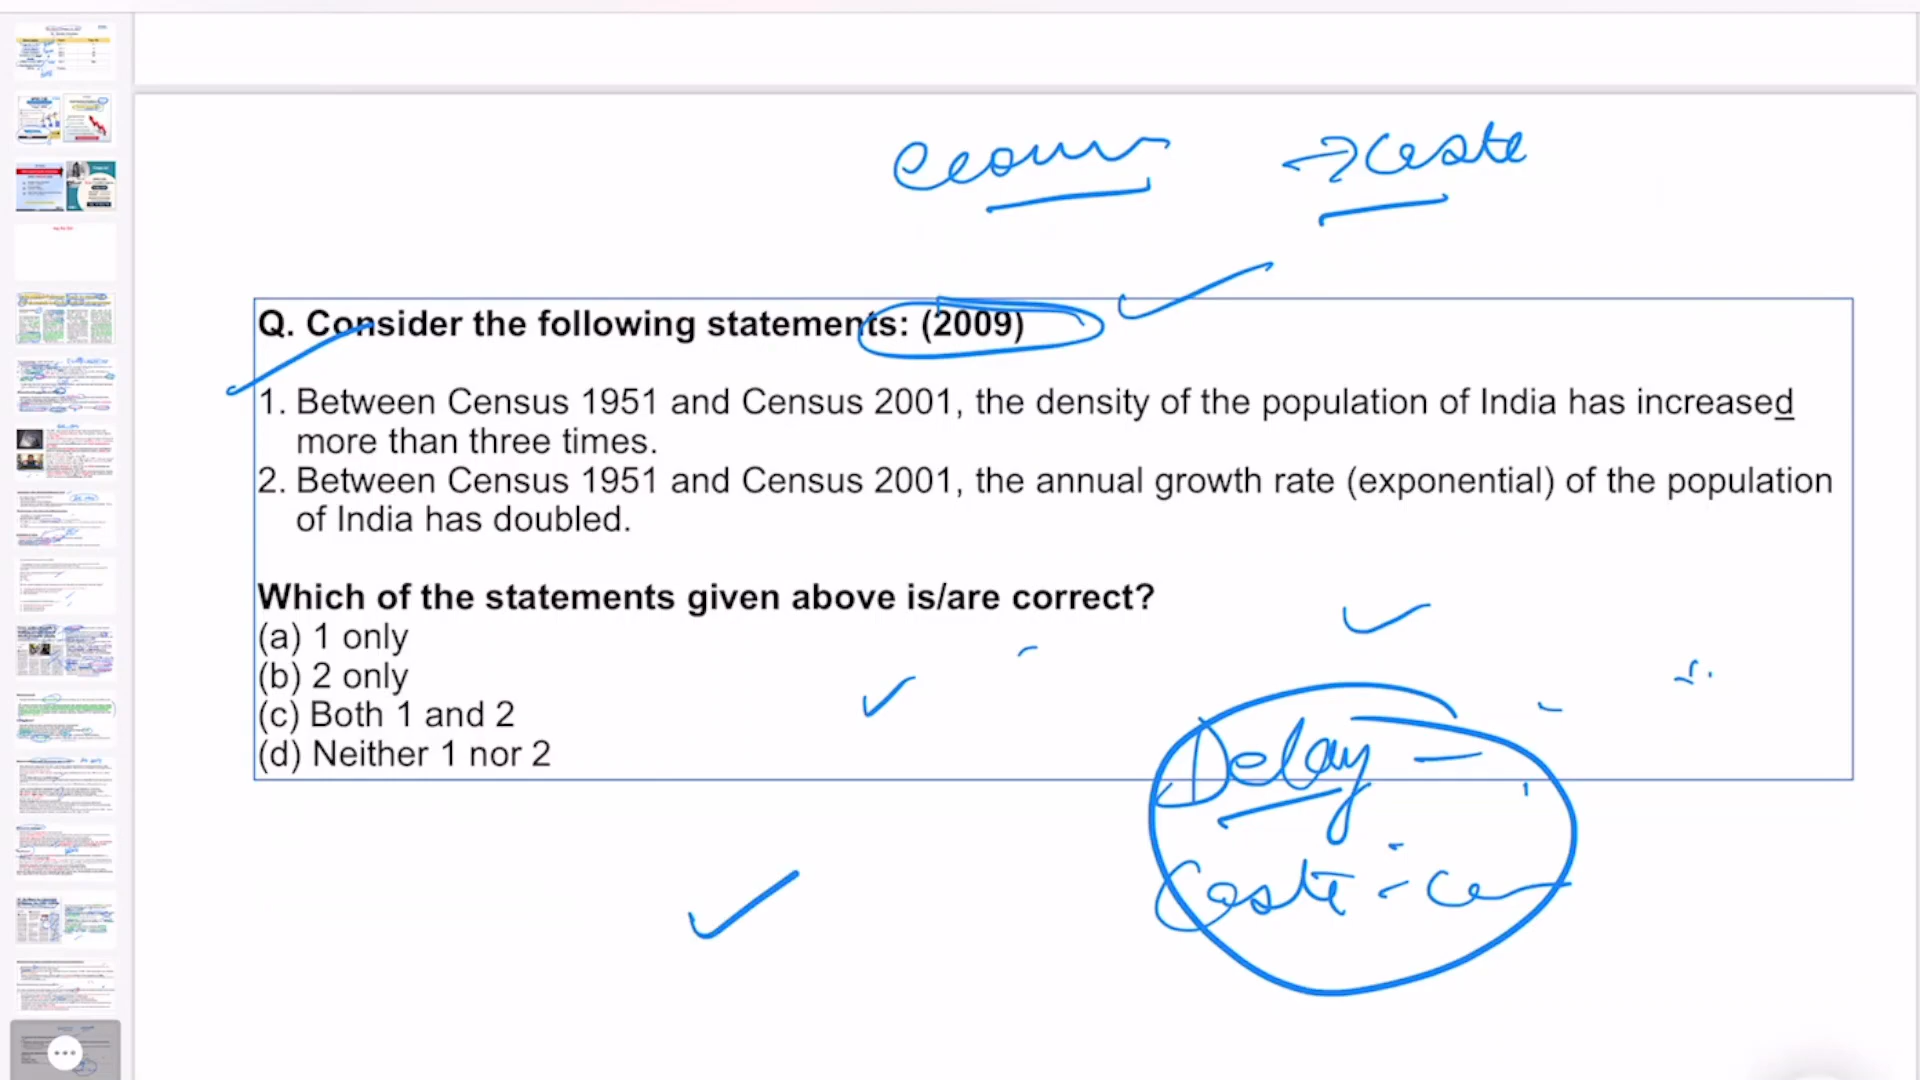 Census → Caste
Q. Consider the following statements: (2009)
1. Between Census 1951 and Census 2001, the density of the population of India has increased
more than three times.
2. Between Census 1951 and Census 2001, the annual growth rate (exponential) of the population
of India has doubled.
Which of the statements given above is/are correct?
(a) 1 only
(b) 2 only
(c) Both 1 and 2
(d) Neither 1 nor 2
Delay -
Caste